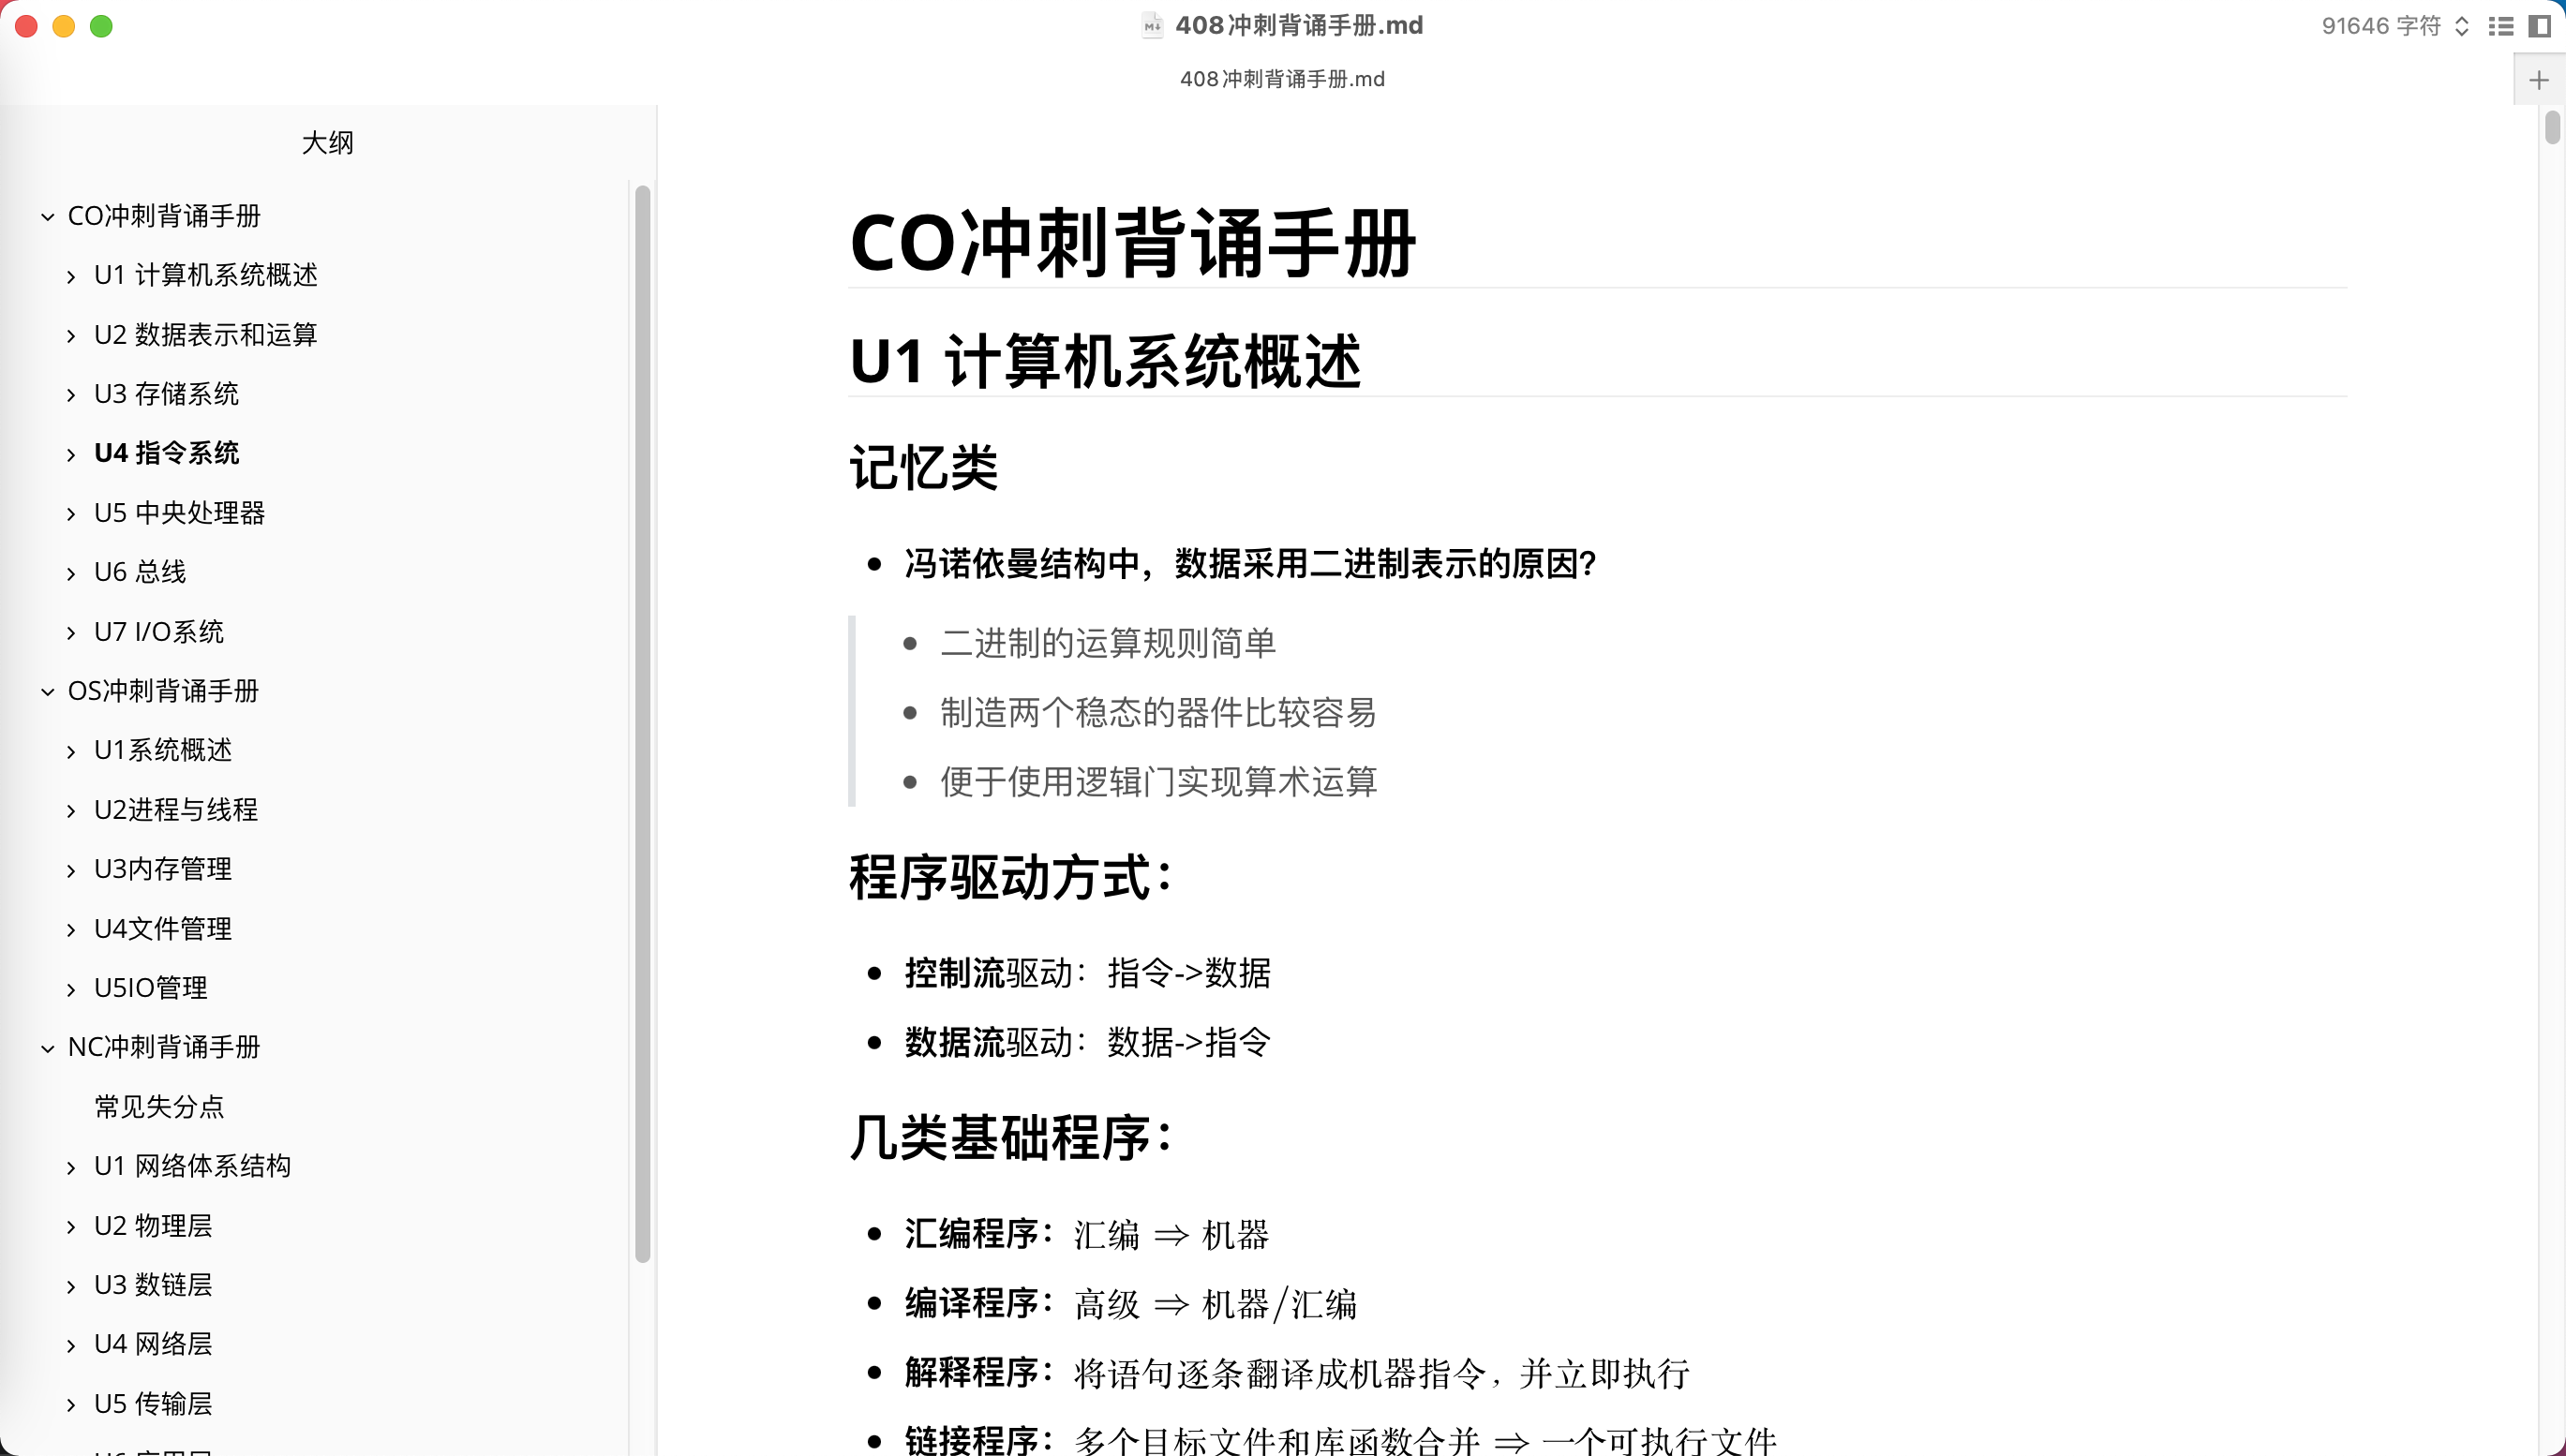 408冲刺背诵手册.md
91646 字符
408冲刺背诵手册.md
大纲
CO冲刺背诵手册
U1 计算机系统概述
U2 数据表示和运算
U3 存储系统
U4 指令系统
U5 中央处理器
U6 总线
U7 I/O系统
OS冲刺背诵手册
U1系统概述
U2进程与线程
U3内存管理
U4文件管理
U5IO管理
NC冲刺背诵手册
常见失分点
U1 网络体系结构
U2 物理层
U3 数链层
U4 网络层
U5 传输层
CO冲刺背诵手册
U1 计算机系统概述
记忆类
• 冯诺依曼结构中，数据采用二进制表示的原因？
• 二进制的运算规则简单
• 制造两个稳态的器件比较容易
• 便于使用逻辑门实现算术运算
程序驱动方式：
• 控制流驱动：指令->数据
• 数据流驱动：数据->指令
几类基础程序：
• 汇编程序：汇编 ⇒ 机器
• 编译程序：高级 ⇒ 机器/汇编
• 解释程序：将语句逐条翻译成机器指令，并立即执行
• 链接程序：多个目标文件和库函数合并 ⇒ 一个可执行文件